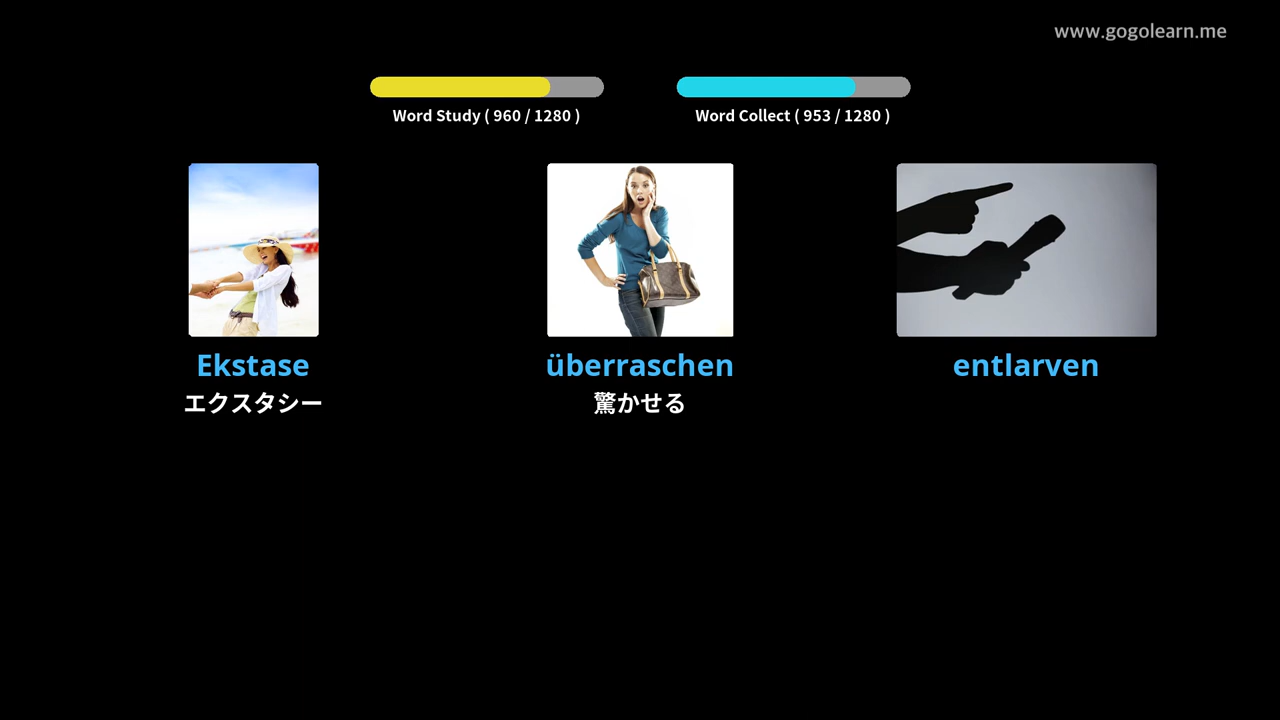 www.gogolearn.me
Word Study ( 960 / 1280 )
Word Collect ( 953 / 1280 )
Ekstase
エクスタシー
überraschen
驚かせる
entlarven